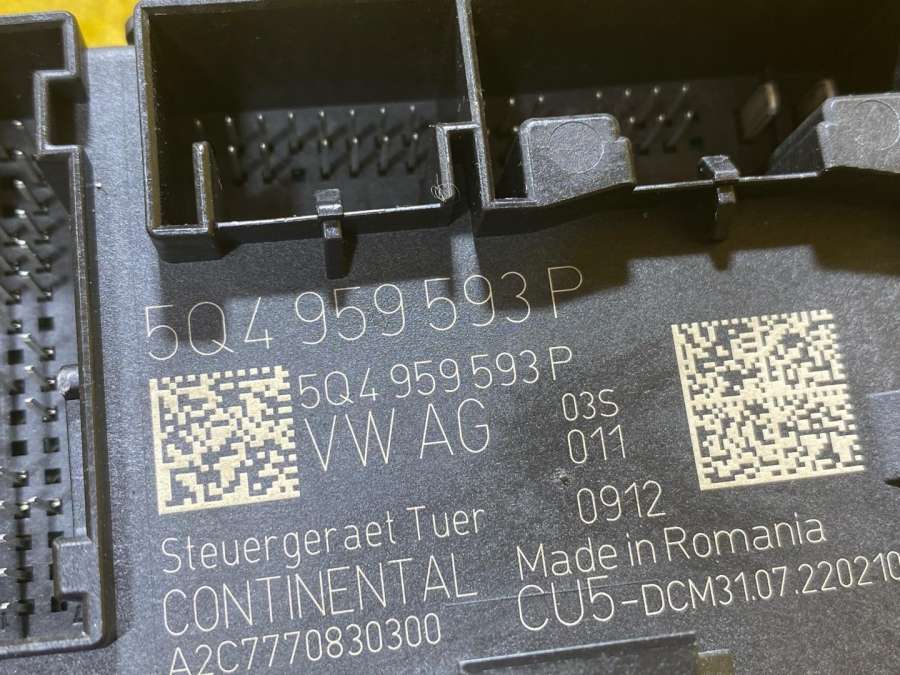 5Q4 959 593 P
5Q4 959 593 P
VW AG
03S
011
0912
Steuergeraet Tuer
Made in Romania
CONTINENTAL
CU5-DCM31.07.220210
A2C7770830300